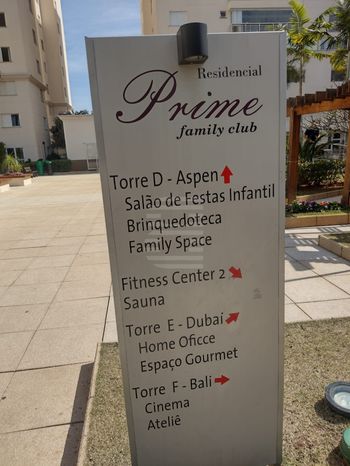 Residencial
Prime
family club
Torre D - Aspen
Salão de Festas Infantil
Brinquedoteca
Family Space
Fitness Center 2
Sauna
Torre E - Dubai
Home Oficce
Espaço Gourmet
Torre F - Bali
Cinema
Ateliê